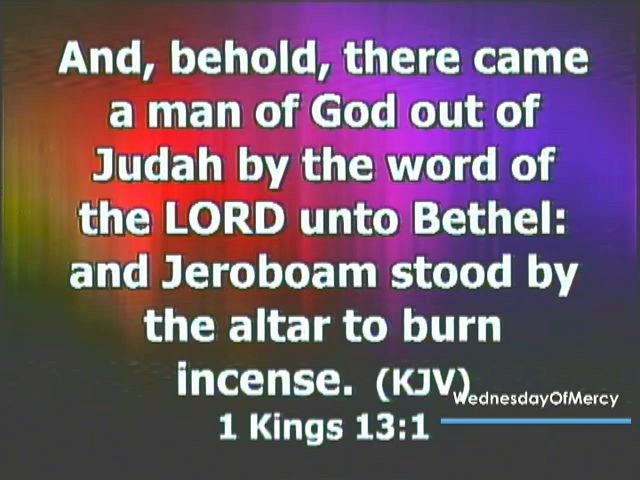 And, behold, there came
a man of God out of
Judah by the word of
the LORD unto Bethel:
and Jeroboam stood by
the altar to burn
incense. (KJV)
WednesdayOfMercy
1 Kings 13:1